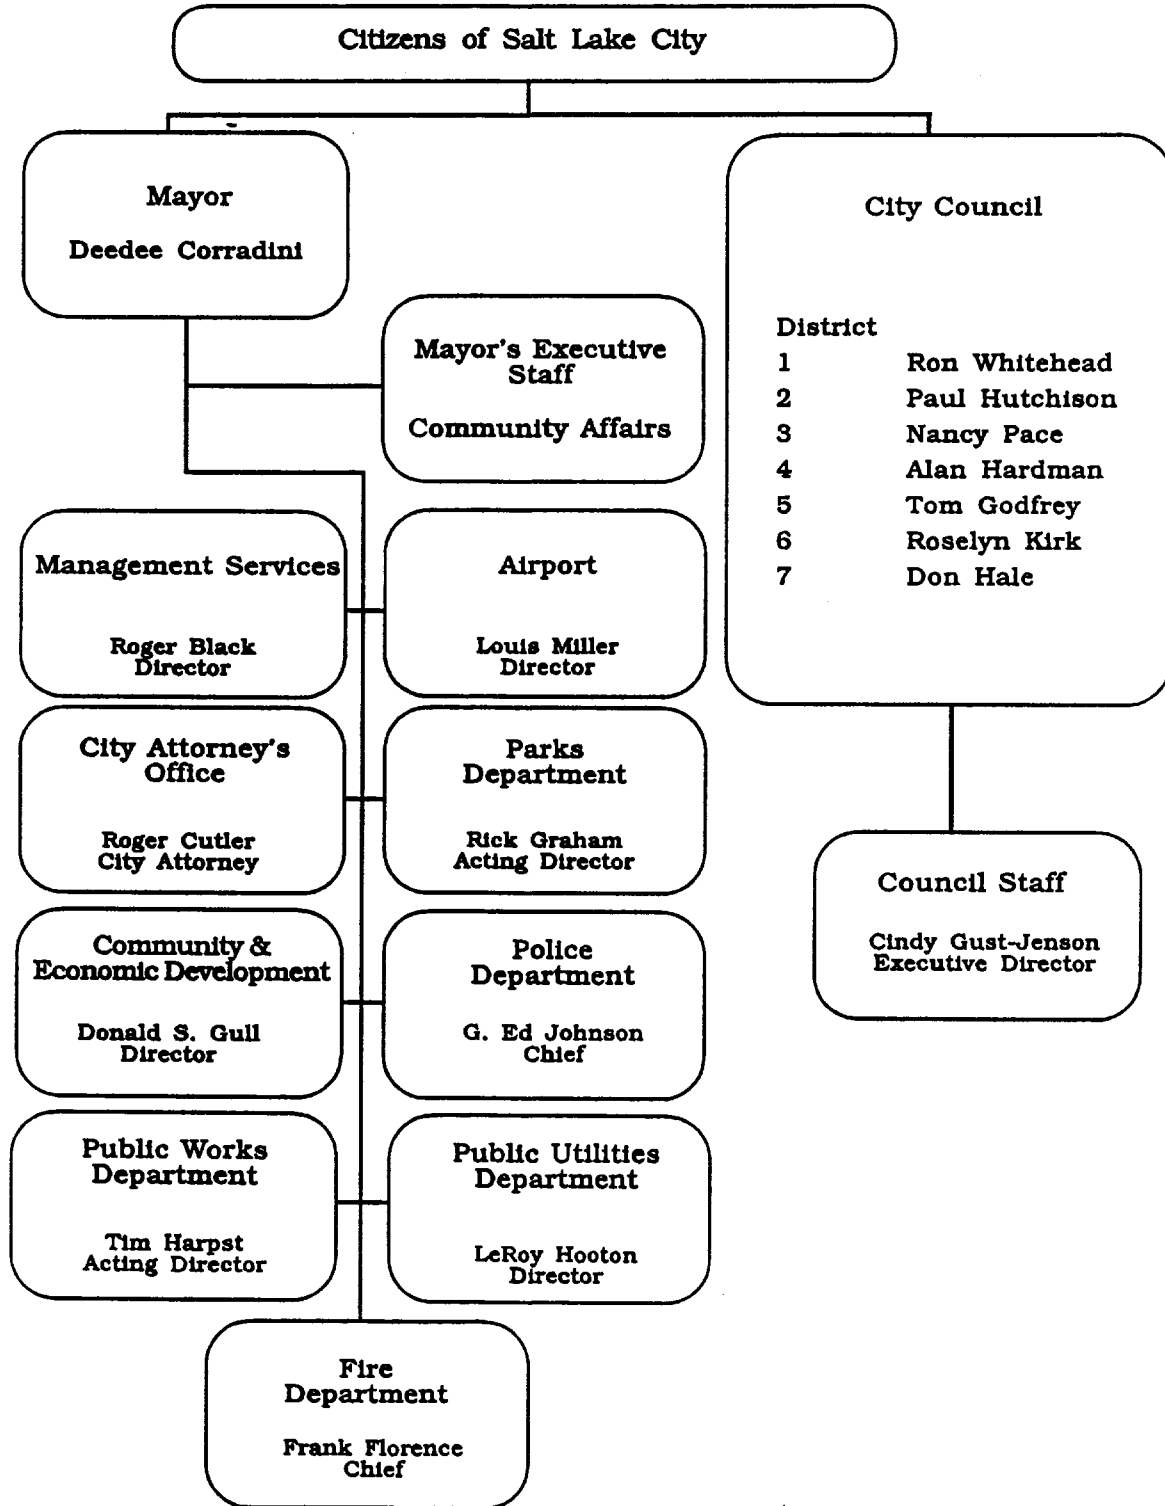 Citizens of Salt Lake City
Mayor
Deedee Corradini
City Council
District
1 Ron Whitehead
2 Paul Hutchison
3 Nancy Pace
4 Alan Hardman
5 Tom Godfrey
6 Roselyn Kirk
7 Don Hale
Mayor's Executive
Staff
Community Affairs
Management Services
Roger Black
Director
Airport
Louis Miller
Director
City Attorney's
Office
Roger Cutler
City Attorney
Parks
Department
Rick Graham
Acting Director
Council Staff
Cindy Gust-Jenson
Executive Director
Community &
Economic Development
Donald S. Gull
Director
Police
Department
G. Ed Johnson
Chief
Public Works
Department
Tim Harpst
Acting Director
Public Utilities
Department
LeRoy Hooton
Director
Fire
Department
Frank Florence
Chief